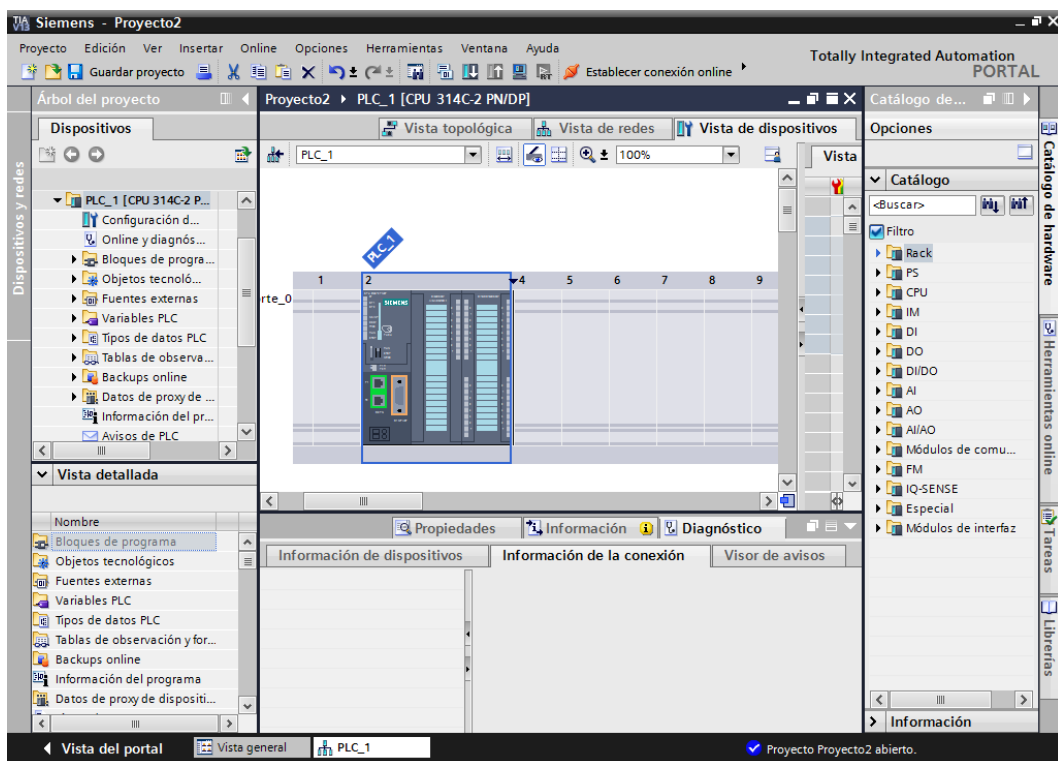 Siemens - Proyecto2
Proyecto Edición Ver Insertar Online Opciones Herramientas Ventana Ayuda
Totally Integrated Automation
PORTAL
Guardar proyecto
Establecer conexión online
Árbol del proyecto
Dispositivos
Dispositivos y redes
PLC_1 [CPU 314C-2 P...
Configuración d...
Online y diagnós...
Bloques de progra...
Objetos tecnoló...
Fuentes externas
Variables PLC
Tipos de datos PLC
Tablas de observa...
Backups online
Datos de proxy de ...
Información del pr...
Avisos de PLC
Vista detallada
Nombre
Bloques de programa
Objetos tecnológicos
Fuentes externas
Variables PLC
Tipos de datos PLC
Tablas de observación y for...
Backups online
Información del programa
Datos de proxy de dispositi...
Proyecto2 PLC_1 [CPU 314C-2 PN/DP]
Vista topológica
Vista de redes
Vista de dispositivos
PLC_1
100%
Vista
PLC_1
1 2 4 5 6 7 8 9
rte_0
SIEMENS
Propiedades
Información
Diagnóstico
Información de dispositivos
Información de la conexión
Visor de avisos
Catálogo de...
Opciones
Catálogo
<Buscar>
Filtro
Rack
PS
CPU
IM
DI
DO
DI/DO
AI
AO
AI/AO
Módulos de comu...
FM
IQ-SENSE
Especial
Módulos de interfaz
Información
Catálogo de hardware
Herramientas online
Tareas
Librerías
Vista del portal
Vista general
PLC_1
Proyecto Proyecto2 abierto.